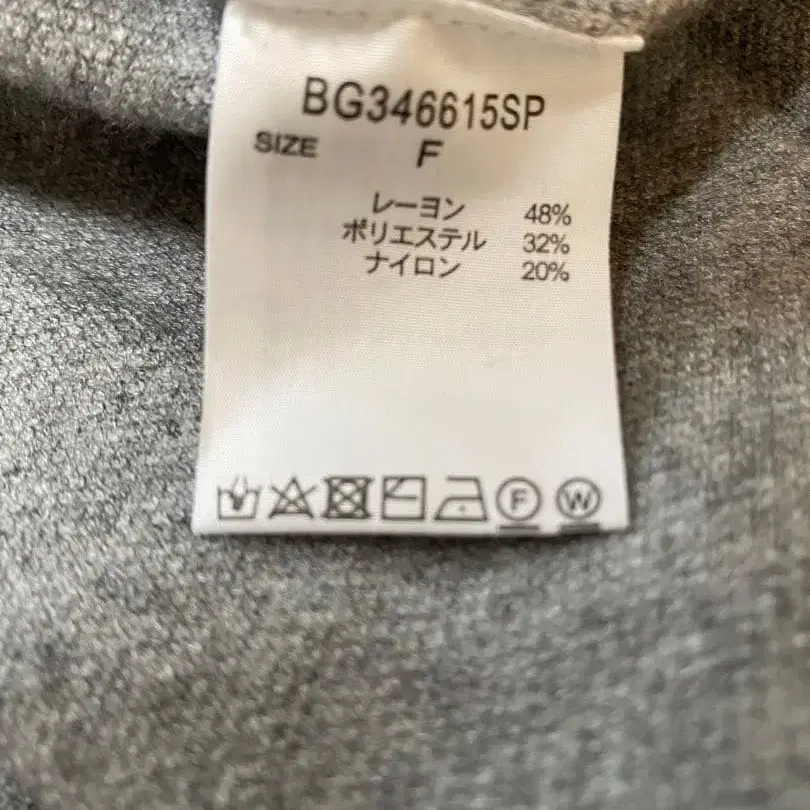 BG346615SP
SIZE F
レーヨン 48%
ポリエステル 32%
ナイロン 20%
F W